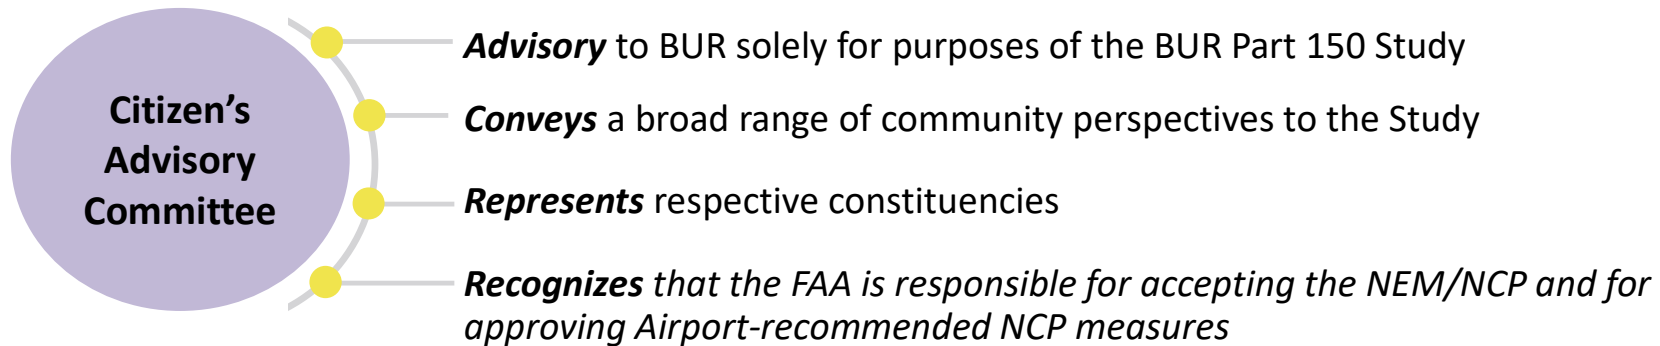 Citizen’s
Advisory
Committee
Advisory to BUR solely for purposes of the BUR Part 150 Study
Conveys a broad range of community perspectives to the Study
Represents respective constituencies
Recognizes that the FAA is responsible for accepting the NEM/NCP and for
approving Airport-recommended NCP measures